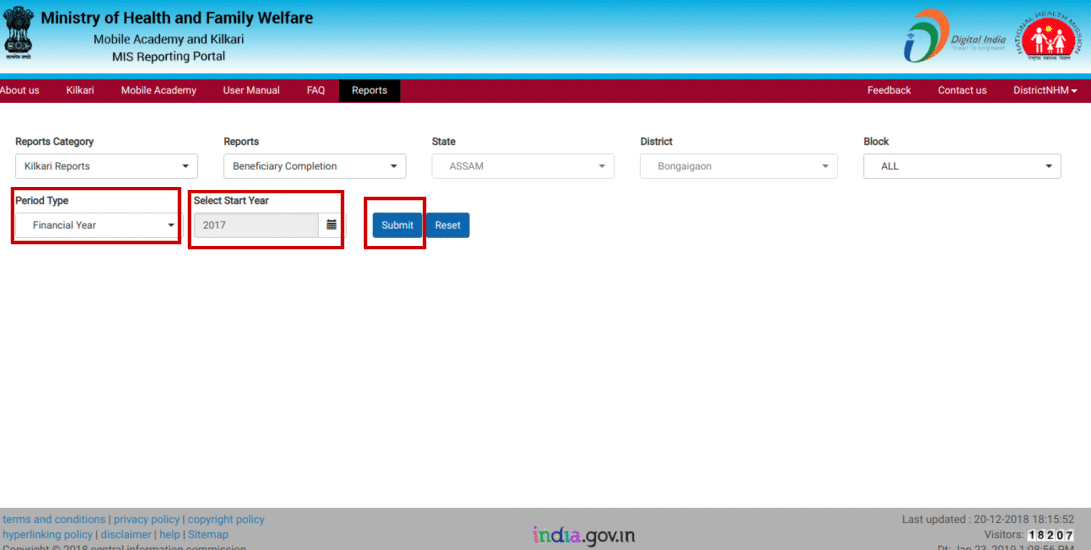 Ministry of Health and Family Welfare
Mobile Academy and Kilkari
MIS Reporting Portal
Digital India
Power To Empower
NATIONAL HEALTH MISSION
About us Kilkari Mobile Academy User Manual FAQ Reports Feedback Contact us DistrictNHM
Reports Category Reports State District Block
Kilkari Reports Beneficiary Completion ASSAM Bongaigaon ALL
Period Type Select Start Year
Financial Year 2017 Submit Reset
terms and conditions | privacy policy | copyright policy
hyperlinking policy | disclaimer | help | Sitemap
Copyright © 2018 central information commission
india.gov.in
Last updated : 20-12-2018 18:15:52
Visitors: 18207
Dt: Jan 23, 2019 1:08:56 PM